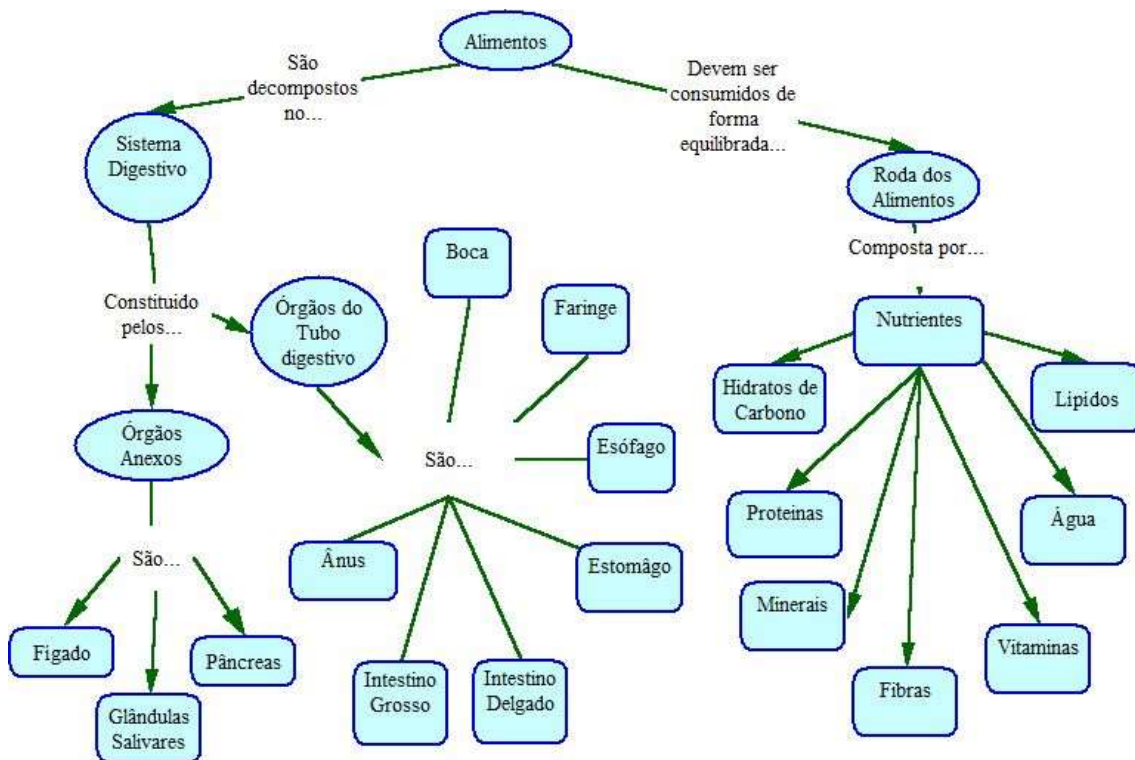 Alimentos
São
decompostos
no...
Devem ser
consumidos de
forma
equilibrada...
Sistema
Digestivo
Roda dos
Alimentos
Composta por...
Boca
Faringe
Constituido
pelos...
Órgãos do
Tubo
digestivo
Nutrientes
Hidratos de
Carbono
Lipidos
Órgãos
Anexos
São...
Esófago
Proteinas
Água
Ânus
Estomâgo
São...
Minerais
Vitaminas
Figado
Pâncreas
Glândulas
Salivares
Intestino
Grosso
Intestino
Delgado
Fibras